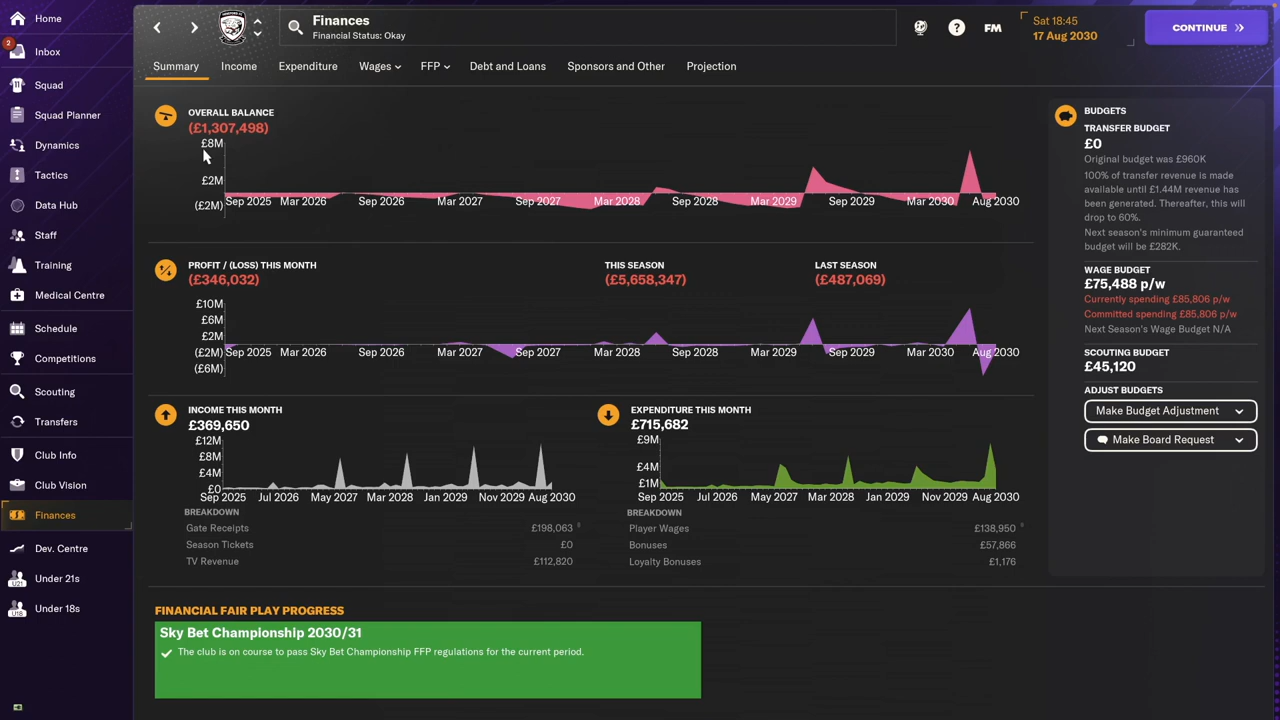 Home
2
Inbox
Squad
Squad Planner
Dynamics
Tactics
Data Hub
Staff
Training
Medical Centre
Schedule
Competitions
Scouting
Transfers
Club Info
Club Vision
Finances
Dev. Centre
U21
Under 21s
U18
Under 18s
Finances
Financial Status: Okay
?
FM
Sat 18:45
17 Aug 2030
CONTINUE
Summary
Income
Expenditure
Wages
FFP
Debt and Loans
Sponsors and Other
Projection
OVERALL BALANCE
(£1,307,498)
£8M
£2M
(£2M)
Sep 2025 Mar 2026 Sep 2026 Mar 2027 Sep 2027 Mar 2028 Sep 2028 Mar 2029 Sep 2029 Mar 2030 Aug 2030
PROFIT / (LOSS) THIS MONTH
(£346,032)
THIS SEASON
(£5,658,347)
LAST SEASON
(£487,069)
£10M
£6M
£2M
(£2M)
(£6M)
Sep 2025 Mar 2026 Sep 2026 Mar 2027 Sep 2027 Mar 2028 Sep 2028 Mar 2029 Sep 2029 Mar 2030 Aug 2030
INCOME THIS MONTH
£369,650
£12M
£8M
£4M
£0
Sep 2025 Jul 2026 May 2027 Mar 2028 Jan 2029 Nov 2029 Aug 2030
BREAKDOWN
Gate Receipts £198,063
Season Tickets £0
TV Revenue £112,820
EXPENDITURE THIS MONTH
£715,682
£9M
£4M
£1M
Sep 2025 Jul 2026 May 2027 Mar 2028 Jan 2029 Nov 2029 Aug 2030
BREAKDOWN
Player Wages £138,950
Bonuses £57,866
Loyalty Bonuses £1,176
FINANCIAL FAIR PLAY PROGRESS
Sky Bet Championship 2030/31
The club is on course to pass Sky Bet Championship FFP regulations for the current period.
BUDGETS
TRANSFER BUDGET
£0
Original budget was £960K
100% of transfer revenue is made
available until £1.44M revenue has
been generated. Thereafter, this will
drop to 60%.
Next season's minimum guaranteed
budget will be £282K.
WAGE BUDGET
£75,488 p/w
Currently spending £85,806 p/w
Committed spending £85,806 p/w
Next Season's Wage Budget N/A
SCOUTING BUDGET
£45,120
ADJUST BUDGETS
Make Budget Adjustment
Make Board Request